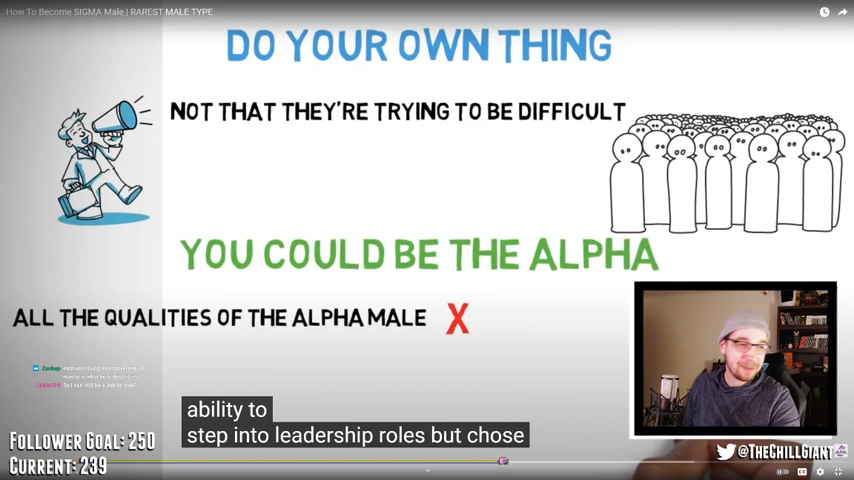 How To Become SIGMA Male | RAREST MALE TYPE
DO YOUR OWN THING
NOT THAT THEY'RE TRYING TO BE DIFFICULT
YOU COULD BE THE ALPHA
ALL THE QUALITIES OF THE ALPHA MALE X
ability to
step into leadership roles but chose
FOLLOWER GOAL: 250
CURRENT: 239
@THECHILLGIANT
CC